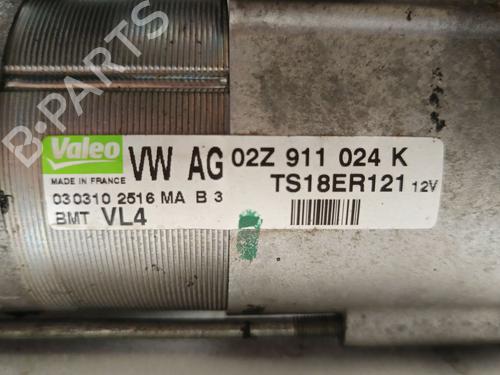 Valeo
VW AG 02Z 911 024 K
MADE IN FRANCE
TS18ER121 12V
030310 2516 MA B 3
BMT VL4
B-PARTS